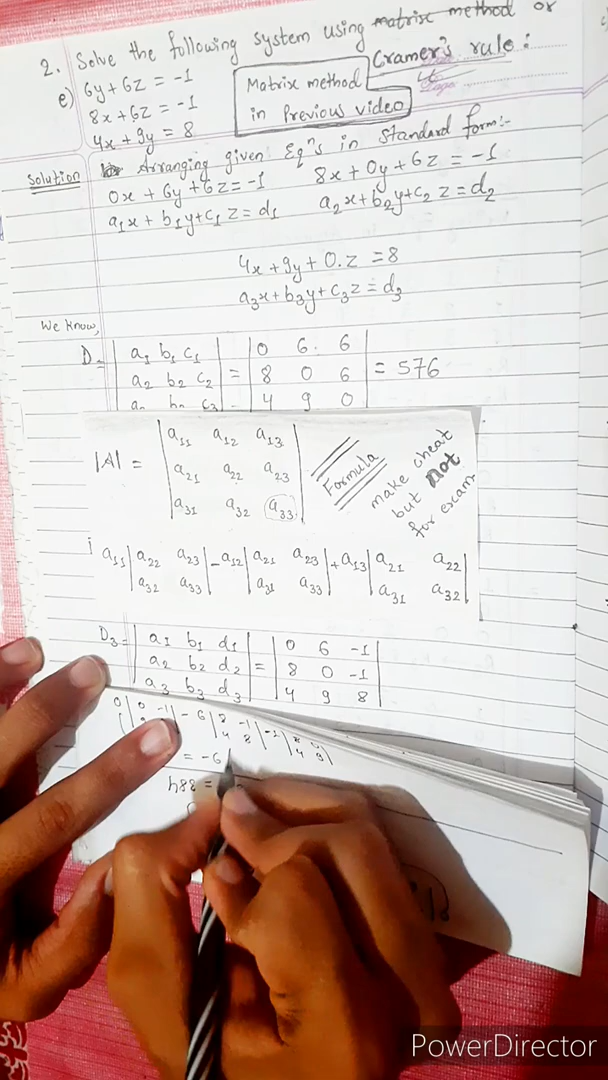 2. Solve the following system using matrix method or
Cramer's rule:
e) 6y + 6z = -1
8x + 6z = -1
4x + 9y = 8
Matrix method
in Previous video
Solution Arranging given Eqⁿs in standard form:-
0x + 6y + 6z = -1 8x + 0y + 6z = -1
a₁x + b₁y + c₁z = d₁ a₂x + b₂y + c₂z = d₂
4x + 9y + 0.z = 8
a₃x + b₃y + c₃z = d₃
We know,
D = | a₁ b₁ c₁ | = | 0 6 6 | = 576
| a₂ b₂ c₂ | | 8 0 6 |
| 4 9 0 |
|A| = | a₁₁ a₁₂ a₁₃ |
| a₂₁ a₂₂ a₂₃ |
| a₃₁ a₃₂ a₃₃ |
Formula
make cheat
but not
for exam.
a₁₁ | a₂₂ a₂₃ | - a₁₂ | a₂₁ a₂₃ | + a₁₃ | a₂₁ a₂₂ |
| a₃₂ a₃₃ | | a₃₁ a₃₃ | | a₃₁ a₃₂ |
D₃ = | a₁ b₁ d₁ | = | 0 6 -1 |
| a₂ b₂ d₂ | | 8 0 -1 |
| a₃ b₃ d₃ | | 4 9 8 |
= -6
PowerDirector